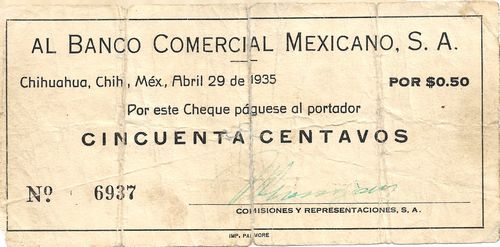 AL BANCO COMERCIAL MEXICANO, S. A.
Chihuahua, Chih., Méx., Abril 29 de 1935 POR $0.50
Por este Cheque páguese al portador
CINCUENTA CENTAVOS
Nº 6937
COMISIONES Y REPRESENTACIONES, S. A.
IMP. PALMORE